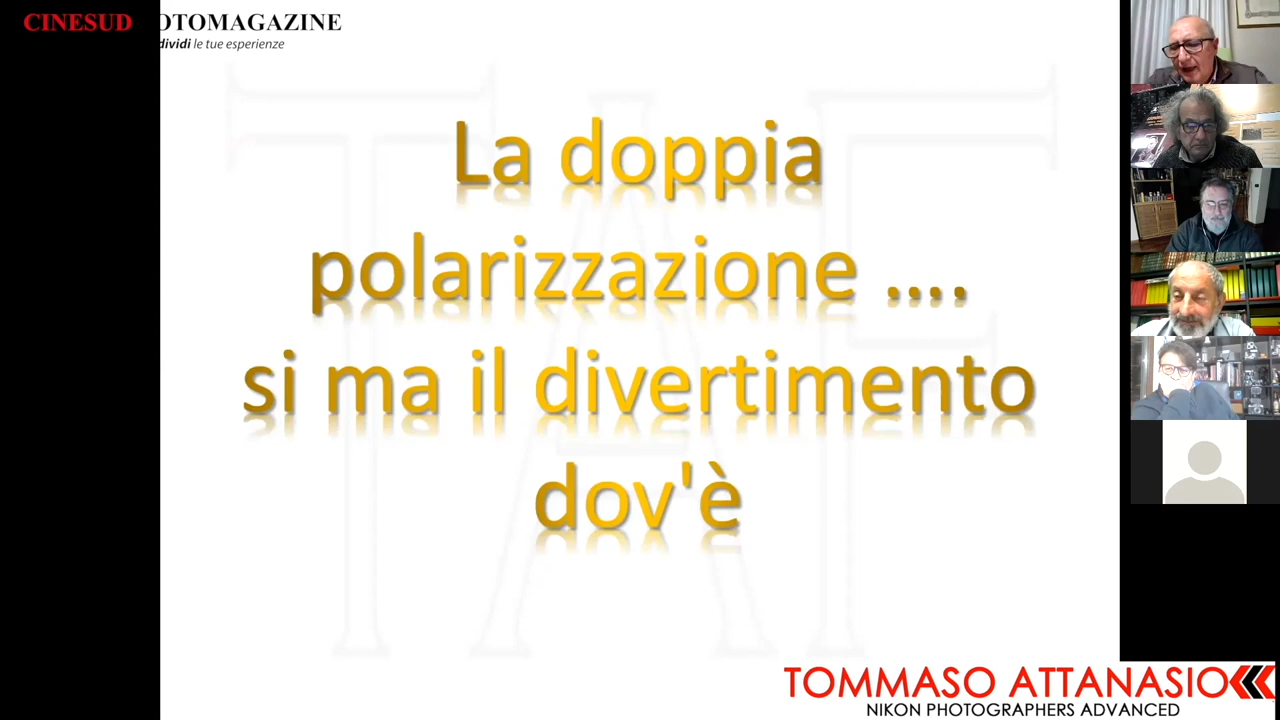 CINESUD OTOMAGAZINE
dividi le tue esperienze
La doppia
polarizzazione ....
si ma il divertimento
dov'è
TOMMASO ATTANASIO
NIKON PHOTOGRAPHERS ADVANCED